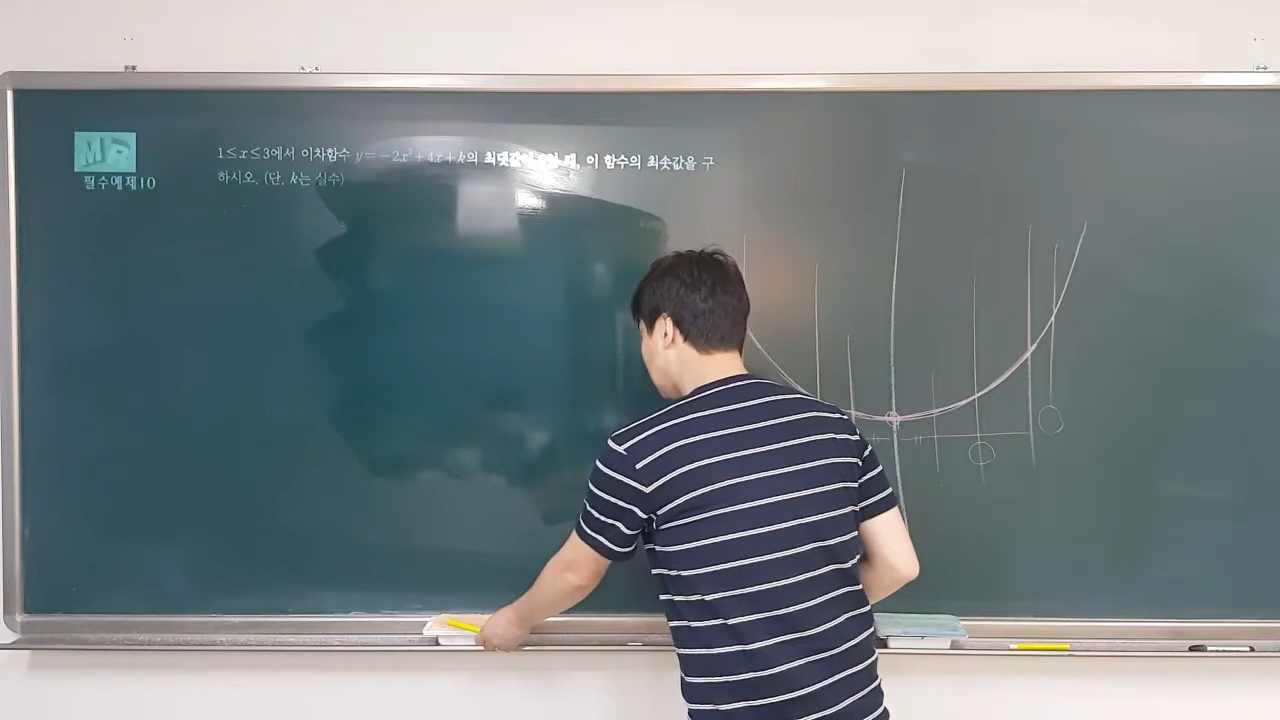 MP
필수예제10
1≤x≤3에서 이차함수 y=−2x²+4x+k의 최댓값이 때, 이 함수의 최솟값을 구
하시오. (단, k는 실수)